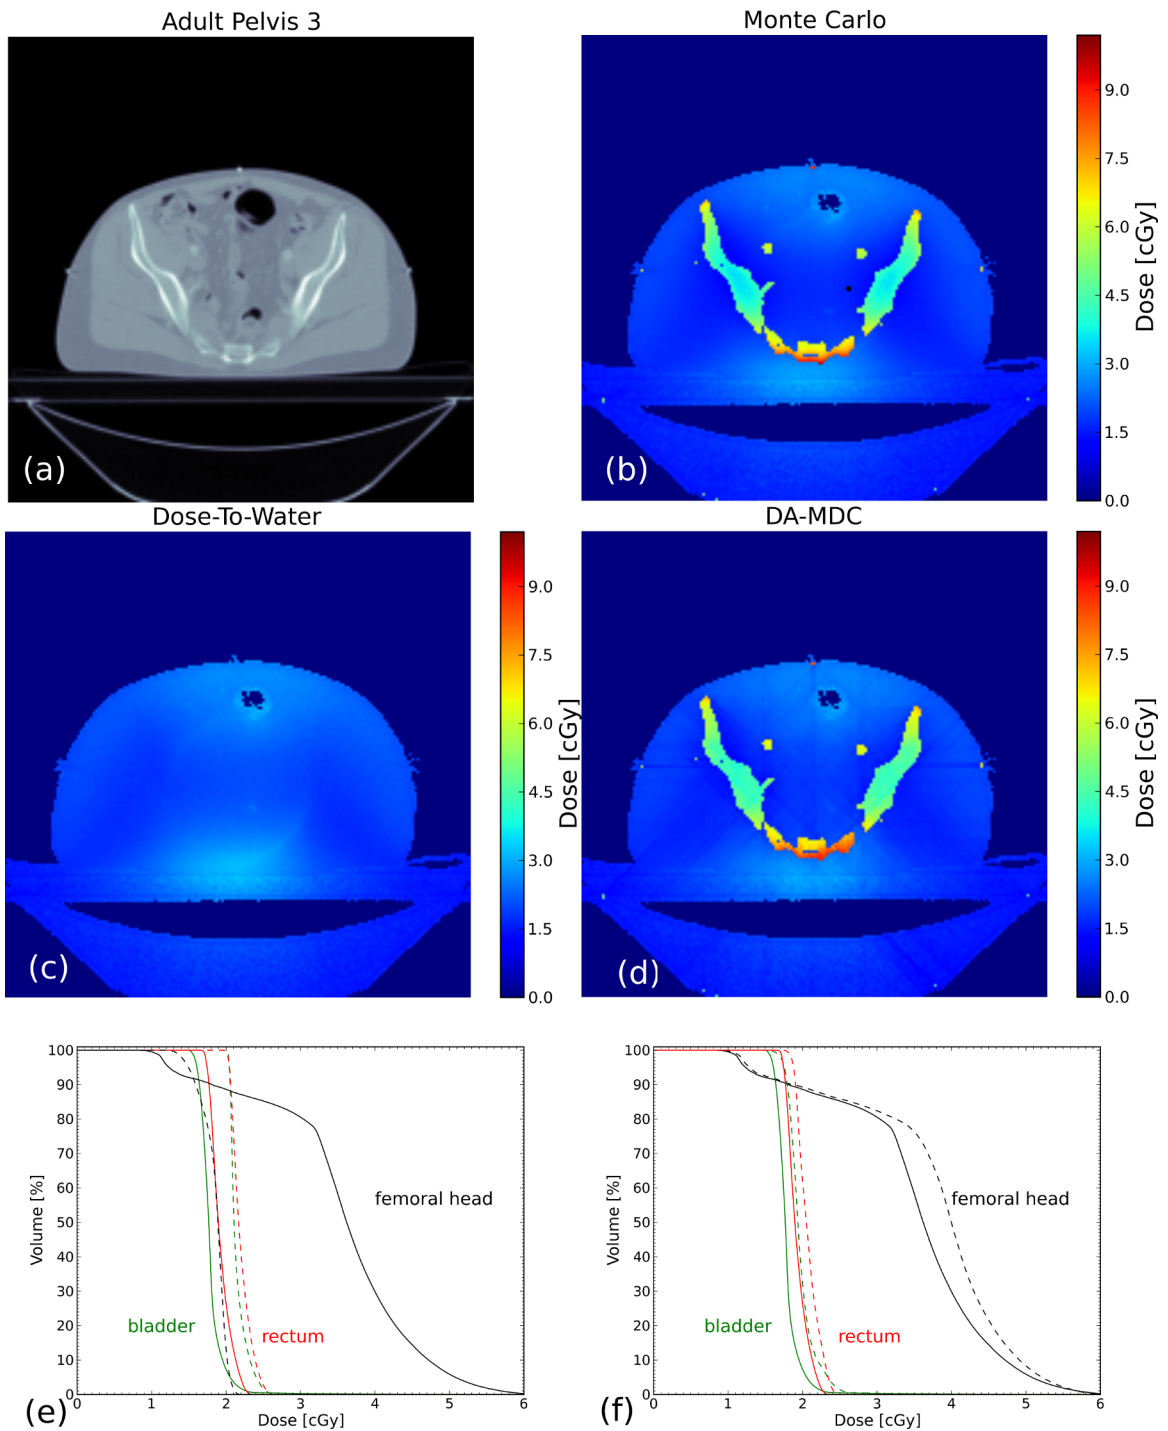 Adult Pelvis 3
Monte Carlo
(a)
(b)
9.0
7.5
6.0
4.5
3.0
1.5
0.0
Dose [cGy]
Dose-To-Water
DA-MDC
(c)
9.0
7.5
6.0
4.5
3.0
1.5
0.0
Dose [cGy]
(d)
9.0
7.5
6.0
4.5
3.0
1.5
0.0
Dose [cGy]
100
90
80
70
60
50
40
30
20
10
0
Volume [%]
femoral head
bladder
rectum
0 1 2 3 4 5 6
Dose [cGy]
(e)
100
90
80
70
60
50
40
30
20
10
0
Volume [%]
femoral head
bladder
rectum
0 1 2 3 4 5 6
Dose [cGy]
(f)